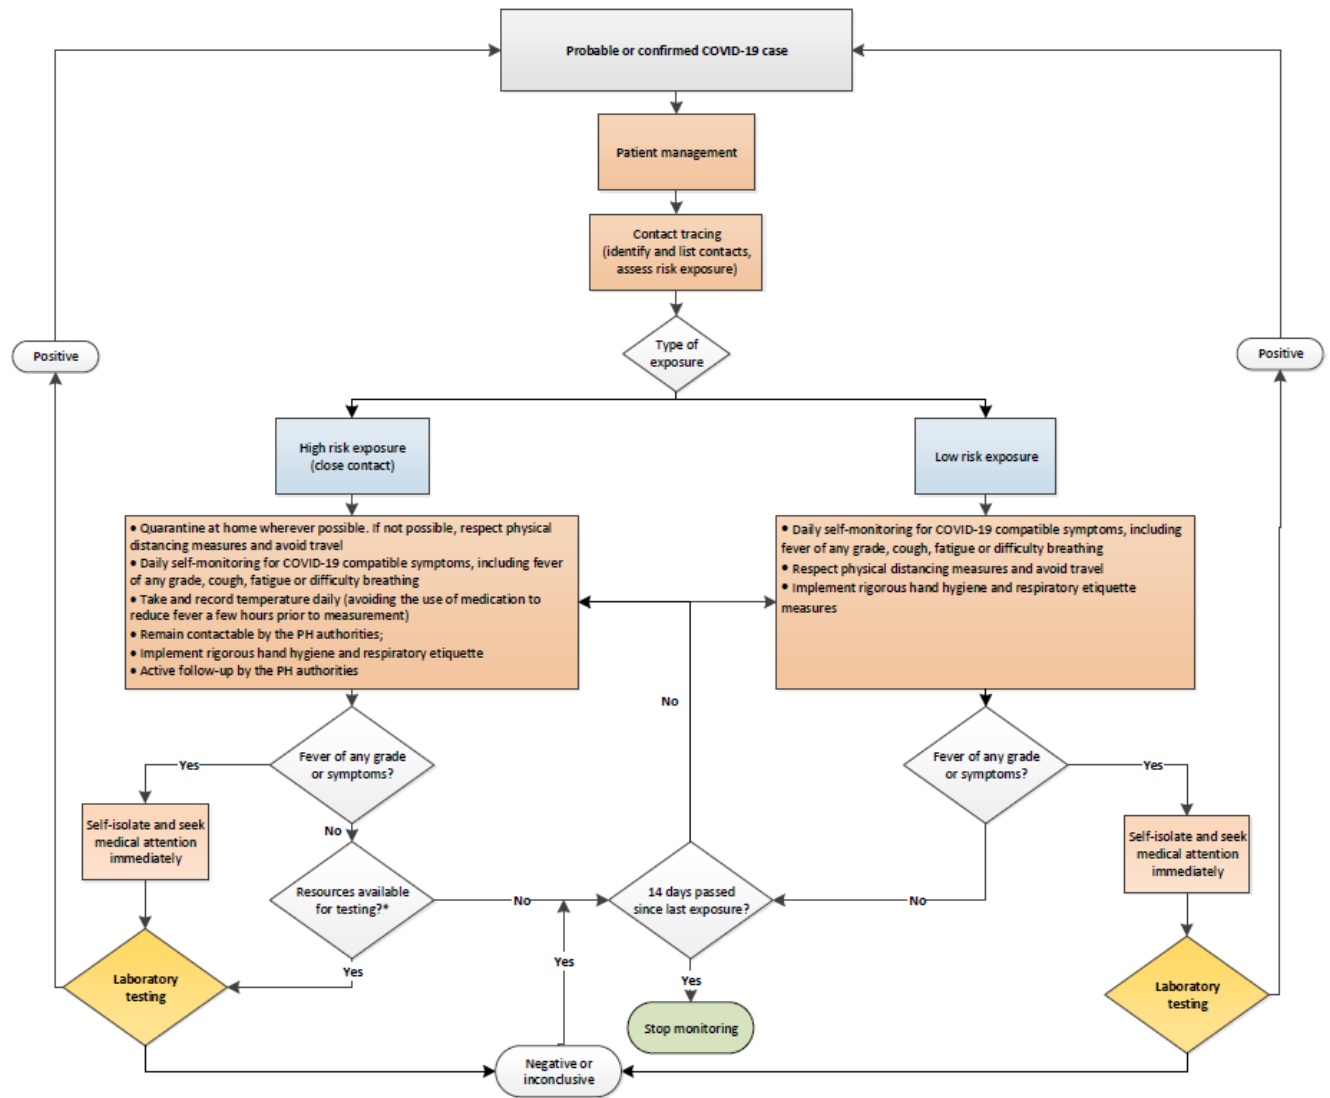 Probable or confirmed COVID-19 case
Patient management
Contact tracing
(identify and list contacts,
assess risk exposure)
Positive
Type of
exposure
Positive
High risk exposure
(close contact)
Low risk exposure
• Quarantine at home wherever possible. If not possible, respect physical
distancing measures and avoid travel
• Daily self-monitoring for COVID-19 compatible symptoms, including fever
of any grade, cough, fatigue or difficulty breathing
• Take and record temperature daily (avoiding the use of medication to
reduce fever a few hours prior to measurement)
• Remain contactable by the PH authorities;
• Implement rigorous hand hygiene and respiratory etiquette
• Active follow-up by the PH authorities
• Daily self-monitoring for COVID-19 compatible symptoms, including
fever of any grade, cough, fatigue or difficulty breathing
• Respect physical distancing measures and avoid travel
• Implement rigorous hand hygiene and respiratory etiquette
measures
No
Yes
Fever of any grade
or symptoms?
Fever of any grade
or symptoms?
Yes
Self-isolate and seek
medical attention
immediately
No
Self-isolate and seek
medical attention
immediately
Resources available
for testing?*
No
14 days passed
since last exposure?
No
Laboratory
testing
Yes
Yes
Yes
Laboratory
testing
Stop monitoring
Negative or
inconclusive